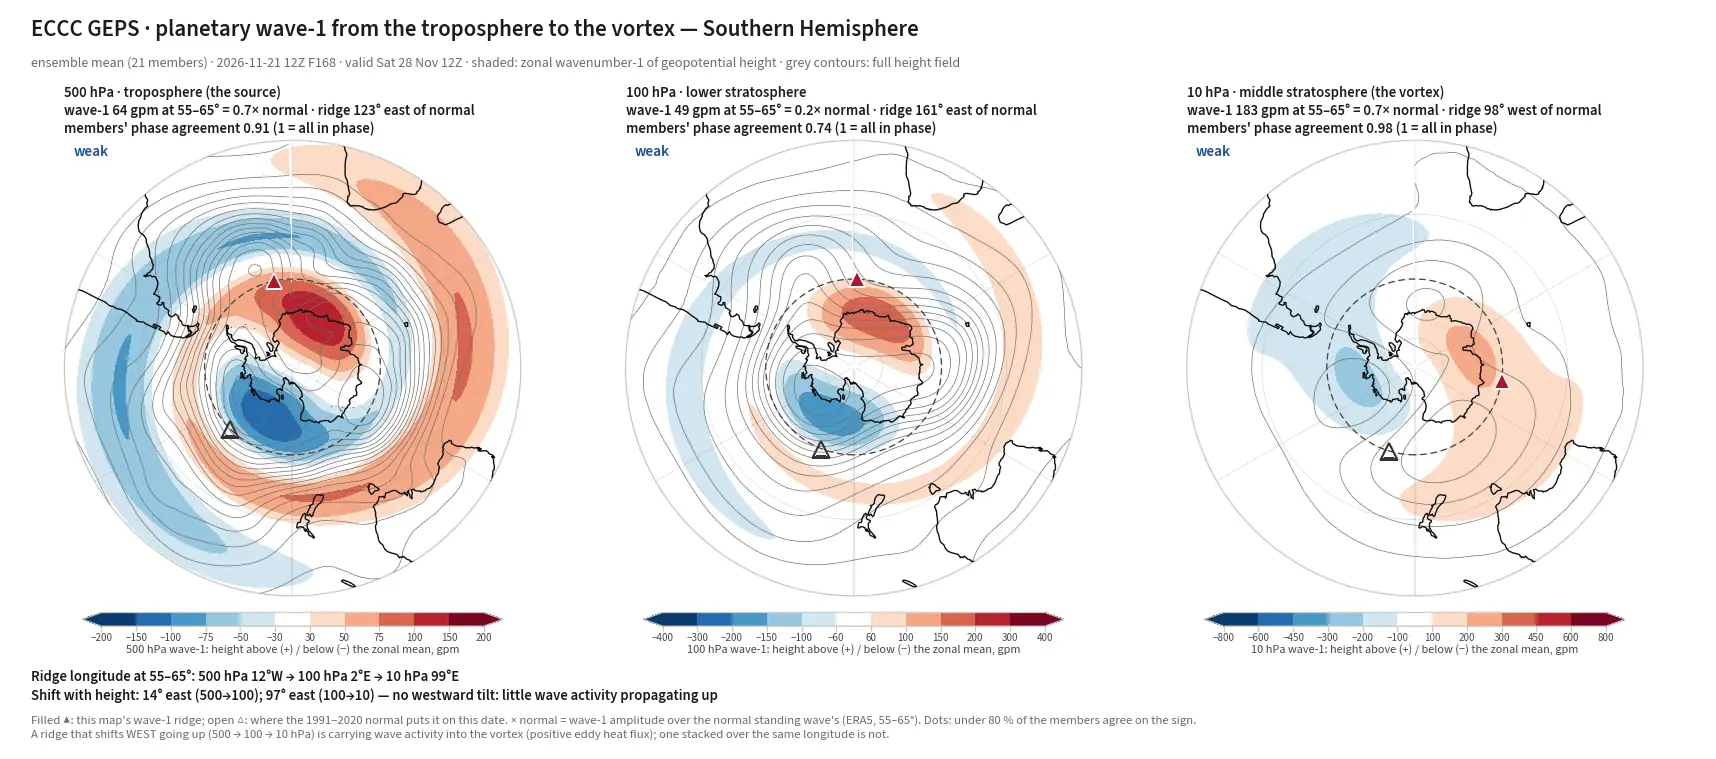 ECCC GEPS · planetary wave-1 from the troposphere to the vortex — Southern Hemisphere
ensemble mean (21 members) · 2026-11-21 12Z F168 · valid Sat 28 Nov 12Z · shaded: zonal wavenumber-1 of geopotential height · grey contours: full height field
500 hPa · troposphere (the source)
wave-1 64 gpm at 55–65° = 0.7× normal · ridge 123° east of normal
members' phase agreement 0.91 (1 = all in phase)
weak
100 hPa · lower stratosphere
wave-1 49 gpm at 55–65° = 0.2× normal · ridge 161° east of normal
members' phase agreement 0.74 (1 = all in phase)
weak
10 hPa · middle stratosphere (the vortex)
wave-1 183 gpm at 55–65° = 0.7× normal · ridge 98° west of normal
members' phase agreement 0.98 (1 = all in phase)
weak
−200 −150 −100 −75 −50 −30 30 50 75 100 150 200
500 hPa wave-1: height above (+) / below (−) the zonal mean, gpm
−400 −300 −200 −150 −100 −60 60 100 150 200 300 400
100 hPa wave-1: height above (+) / below (−) the zonal mean, gpm
−800 −600 −450 −300 −200 −100 100 200 300 450 600 800
10 hPa wave-1: height above (+) / below (−) the zonal mean, gpm
Ridge longitude at 55–65°: 500 hPa 12°W → 100 hPa 2°E → 10 hPa 99°E
Shift with height: 14° east (500→100); 97° east (100→10) — no westward tilt: little wave activity propagating up
Filled ▲: this map's wave-1 ridge; open △: where the 1991–2020 normal puts it on this date. × normal = wave-1 amplitude over the normal standing wave's (ERA5, 55–65°). Dots: under 80 % of the members agree on the sign.
A ridge that shifts WEST going up (500 → 100 → 10 hPa) is carrying wave activity into the vortex (positive eddy heat flux); one stacked over the same longitude is not.